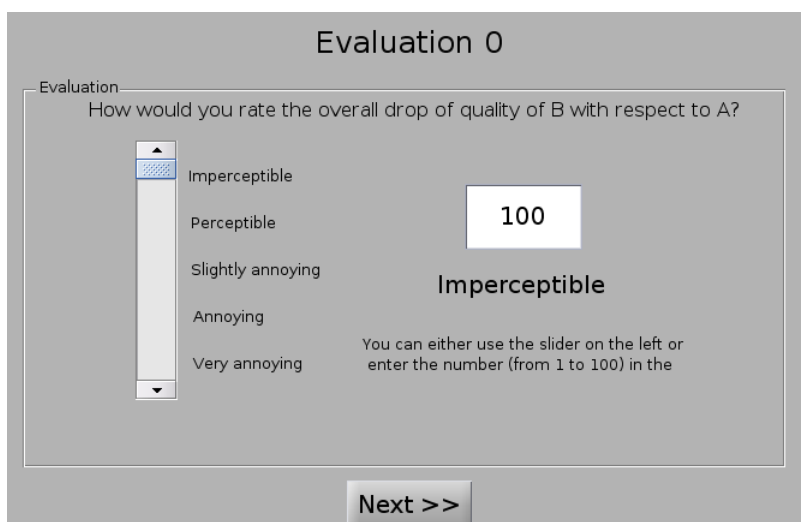 Evaluation 0
Evaluation
How would you rate the overall drop of quality of B with respect to A?
Imperceptible
Perceptible
Slightly annoying
Annoying
Very annoying
100
Imperceptible
You can either use the slider on the left or
enter the number (from 1 to 100) in the
Next >>